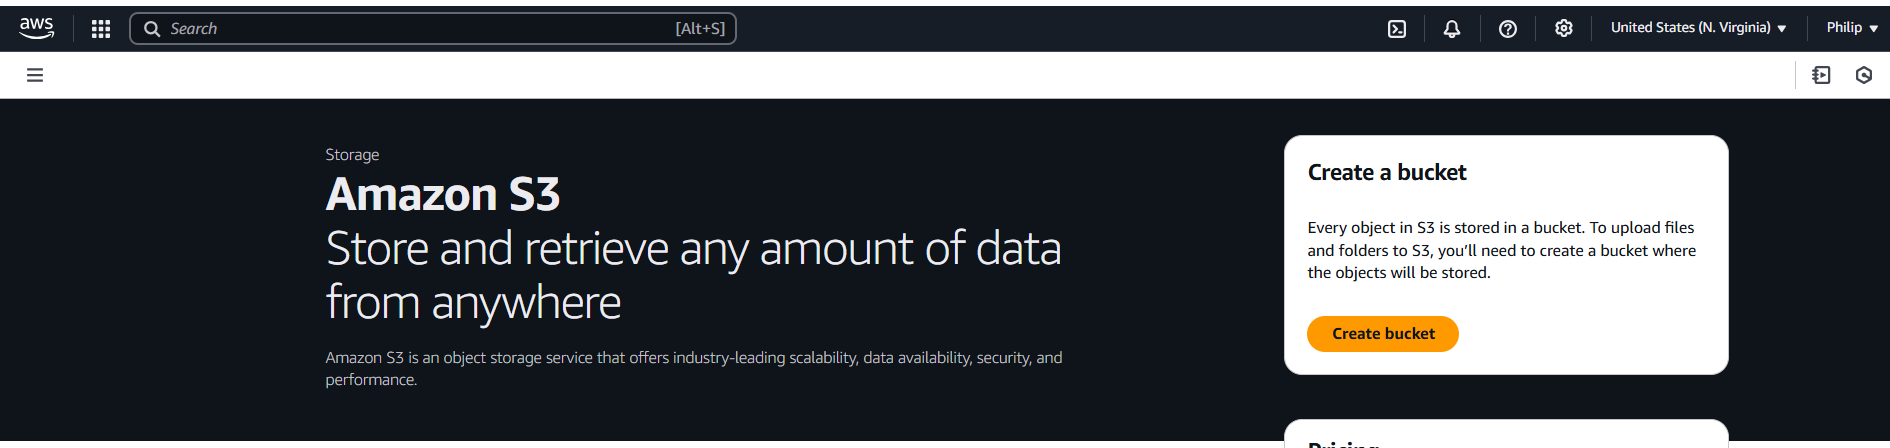 aws
Search [Alt+S]
United States (N. Virginia)
Philip
Storage
Amazon S3
Store and retrieve any amount of data
from anywhere
Amazon S3 is an object storage service that offers industry-leading scalability, data availability, security, and
performance.
Create a bucket
Every object in S3 is stored in a bucket. To upload files
and folders to S3, you’ll need to create a bucket where
the objects will be stored.
Create bucket
Pricing